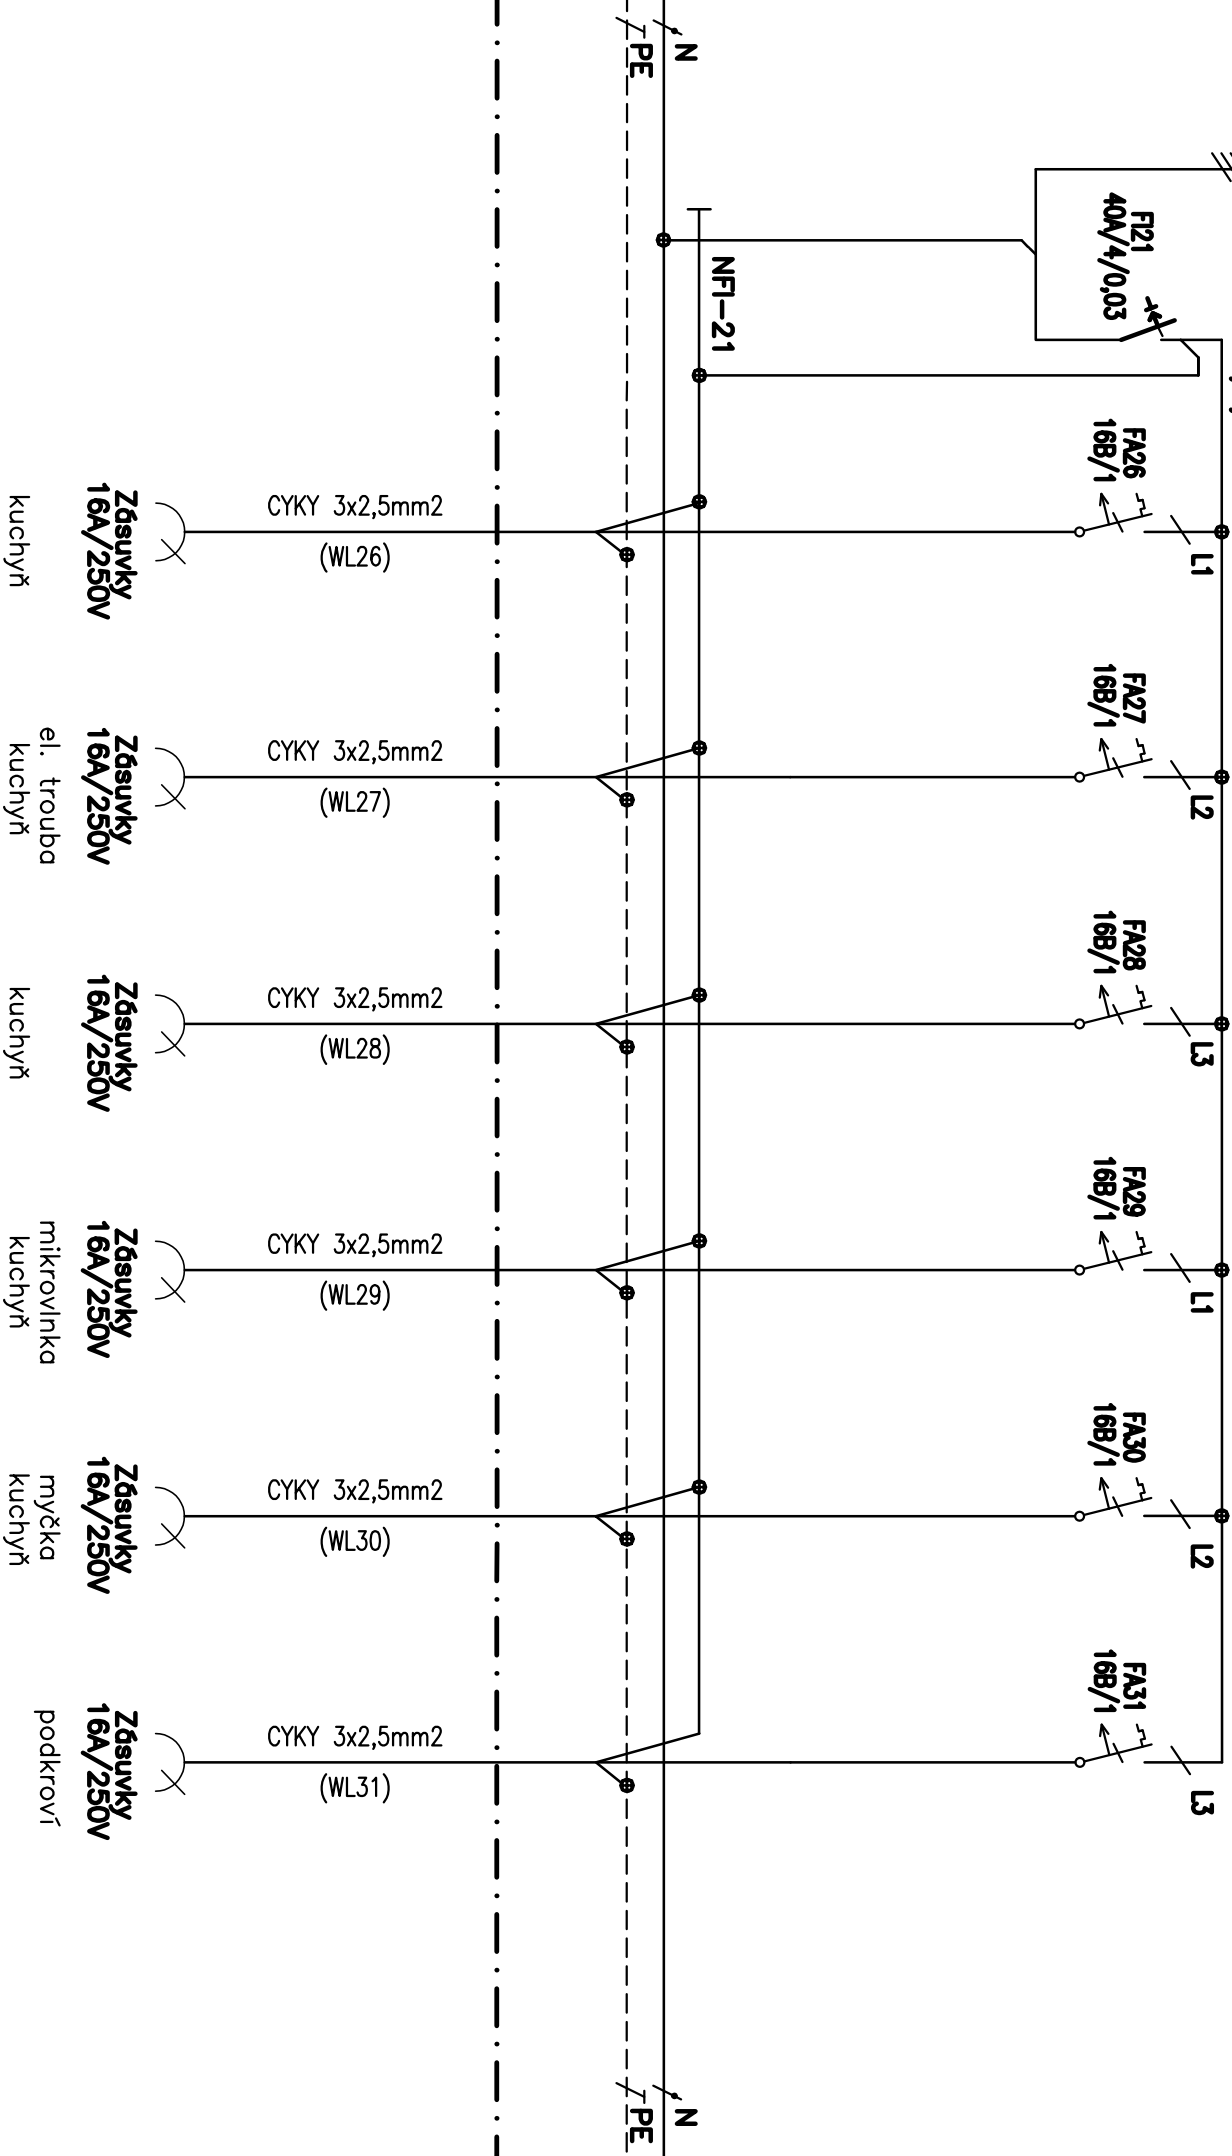 N
PE
FI21
40A/4/0,03
NFI-21
FA26
16B/1
L1
CYKY 3x2,5mm2
(WL26)
Zásuvky
16A/250V
kuchyň
FA27
16B/1
L2
CYKY 3x2,5mm2
(WL27)
Zásuvky
16A/250V
el. trouba
kuchyň
FA28
16B/1
L3
CYKY 3x2,5mm2
(WL28)
Zásuvky
16A/250V
kuchyň
FA29
16B/1
L1
CYKY 3x2,5mm2
(WL29)
Zásuvky
16A/250V
mikrovlnka
kuchyň
FA30
16B/1
L2
CYKY 3x2,5mm2
(WL30)
Zásuvky
16A/250V
myčka
kuchyň
FA31
16B/1
L3
CYKY 3x2,5mm2
(WL31)
Zásuvky
16A/250V
podkroví
N
PE